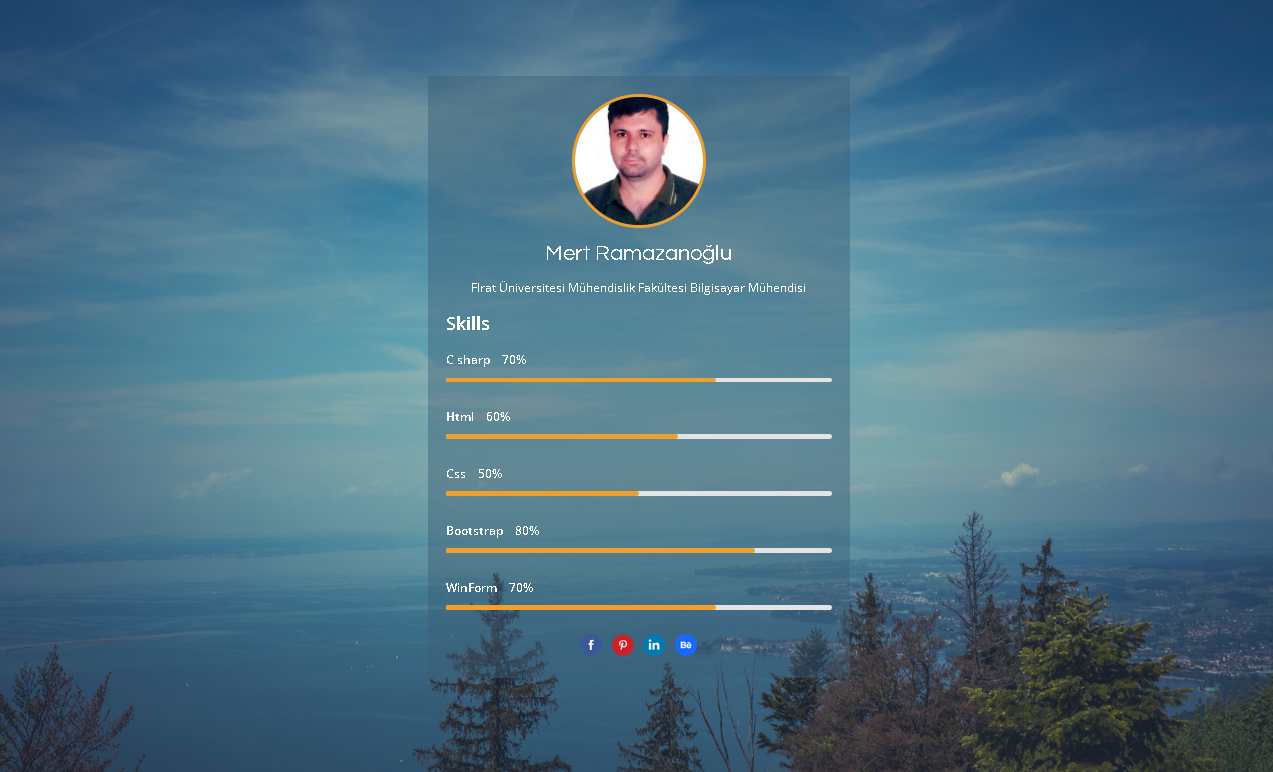 Mert Ramazanoğlu
FIrat Üniversitesi Mühendislik Fakültesi Bilgisayar Mühendisi
Skills
C sharp 70%
Html 60%
Css 50%
Bootstrap 80%
WinForm 70%
f in Bē